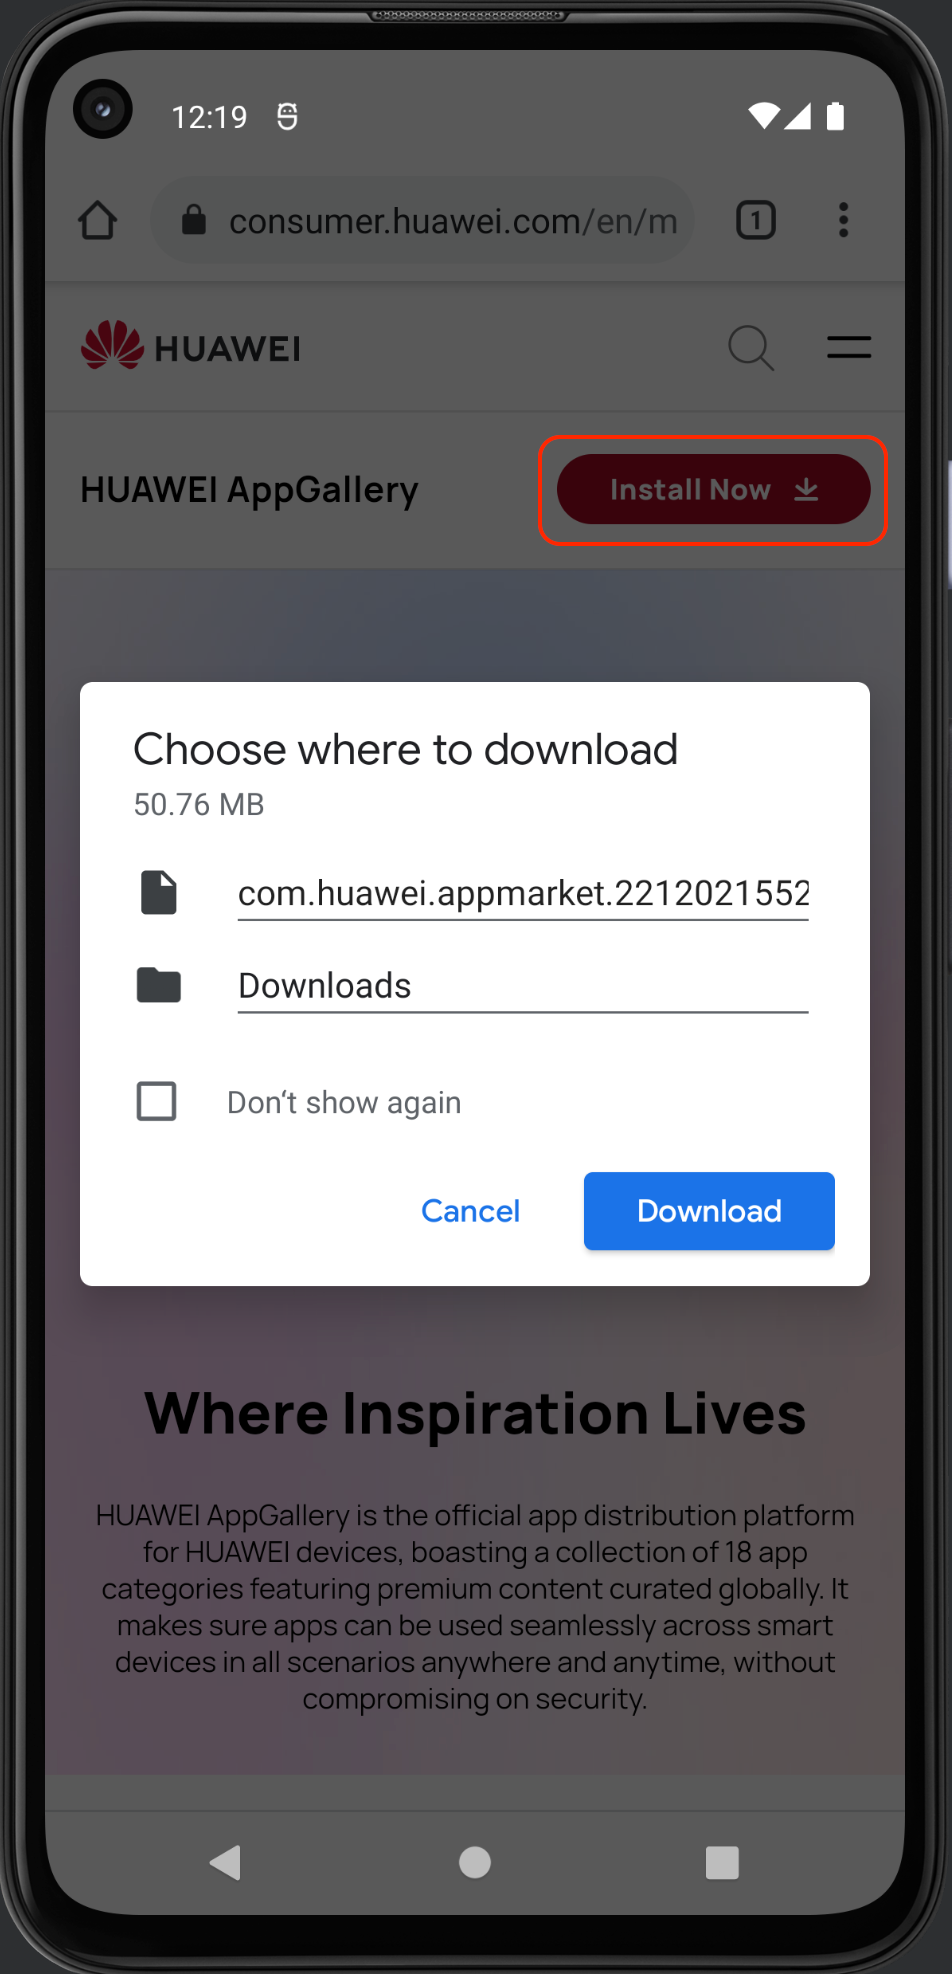 12:19
consumer.huawei.com/en/m
1
HUAWEI
HUAWEI AppGallery
Install Now
Choose where to download
50.76 MB
com.huawei.appmarket.2212021552
Downloads
Don't show again
Cancel
Download
Where Inspiration Lives
HUAWEI AppGallery is the official app distribution platform
for HUAWEI devices, boasting a collection of 18 app
categories featuring premium content curated globally. It
makes sure apps can be used seamlessly across smart
devices in all scenarios anywhere and anytime, without
compromising on security.